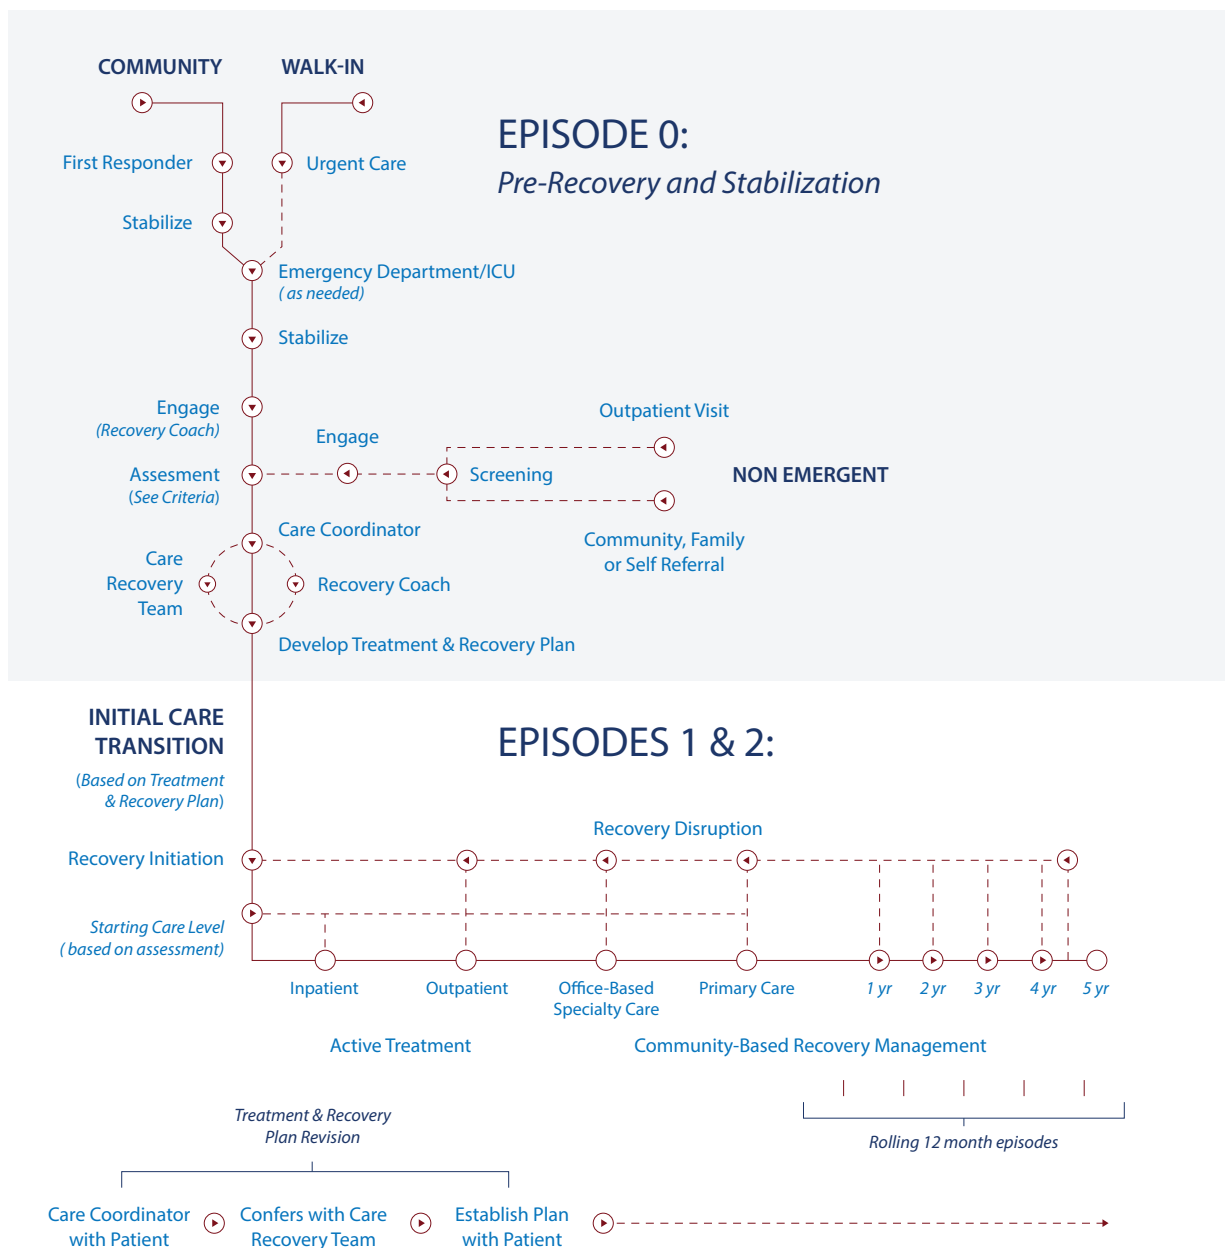 COMMUNITY
WALK-IN
EPISODE 0:
Pre-Recovery and Stabilization
First Responder
Urgent Care
Stabilize
Emergency Department/ICU
( as needed)
Stabilize
Engage
(Recovery Coach)
Outpatient Visit
Engage
Assesment
(See Criteria)
Screening
NON EMERGENT
Care Coordinator
Community, Family
or Self Referral
Care
Recovery
Team
Recovery Coach
Develop Treatment & Recovery Plan
INITIAL CARE
TRANSITION
(Based on Treatment
& Recovery Plan)
EPISODES 1 & 2:
Recovery Disruption
Recovery Initiation
Starting Care Level
( based on assessment)
Inpatient
Outpatient
Office-Based
Specialty Care
Primary Care
1 yr
2 yr
3 yr
4 yr
5 yr
Active Treatment
Community-Based Recovery Management
Treatment & Recovery
Plan Revision
Rolling 12 month episodes
Care Coordinator
with Patient
Confers with Care
Recovery Team
Establish Plan
with Patient